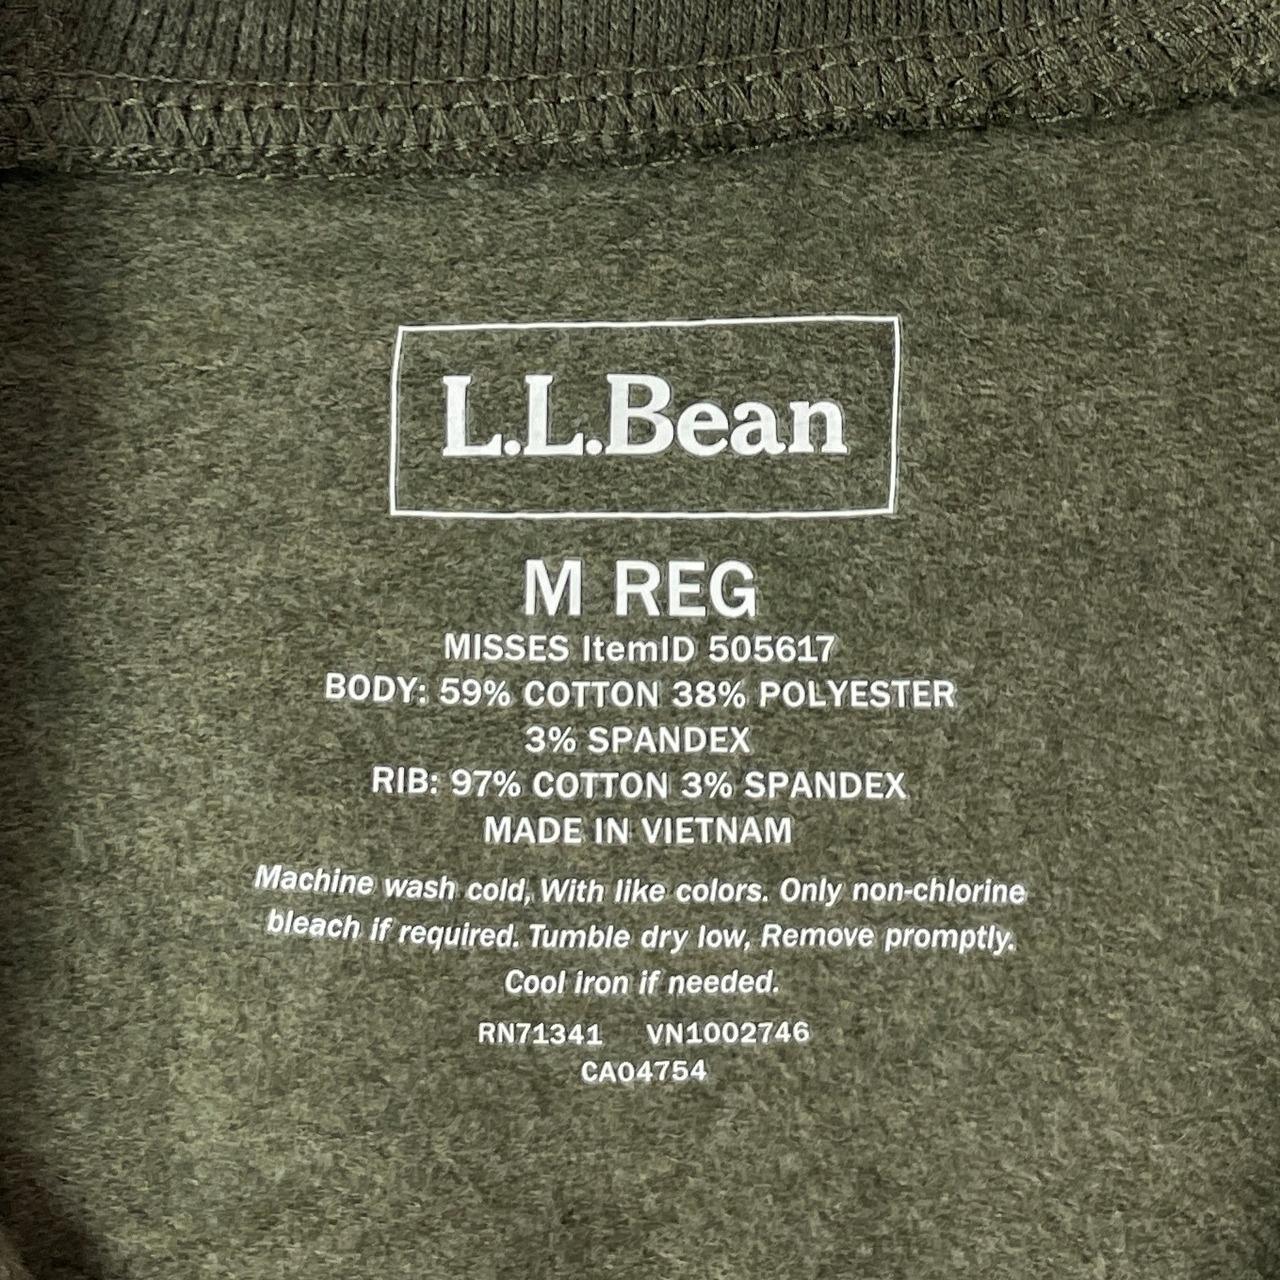 L.L.Bean
M REG
MISSES ItemID 505617
BODY: 59% COTTON 38% POLYESTER
3% SPANDEX
RIB: 97% COTTON 3% SPANDEX
MADE IN VIETNAM
Machine wash cold, With like colors. Only non-chlorine
bleach if required. Tumble dry low, Remove promptly.
Cool iron if needed.
RN71341 VN1002746
CA04754